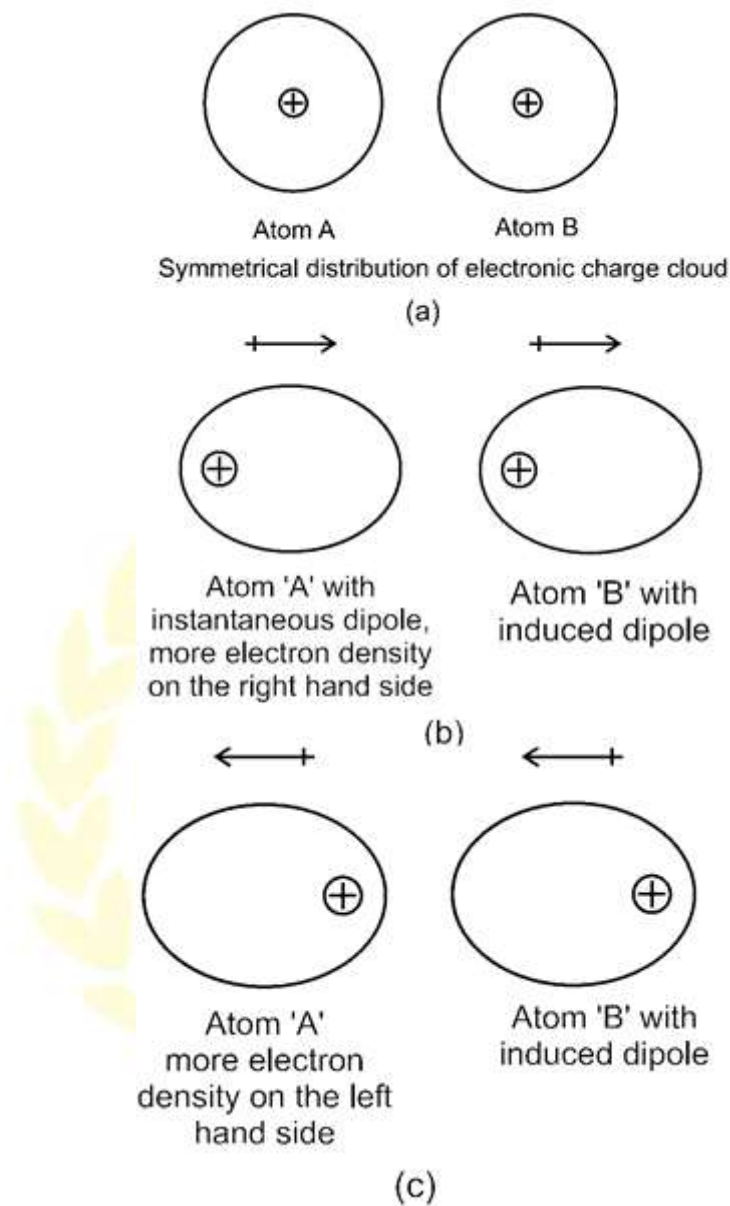 Atom A
Atom B
Symmetrical distribution of electronic charge cloud
(a)
Atom 'A' with
instantaneous dipole,
more electron density
on the right hand side
Atom 'B' with
induced dipole
(b)
Atom 'A'
more electron
density on the left
hand side
Atom 'B' with
induced dipole
(c)